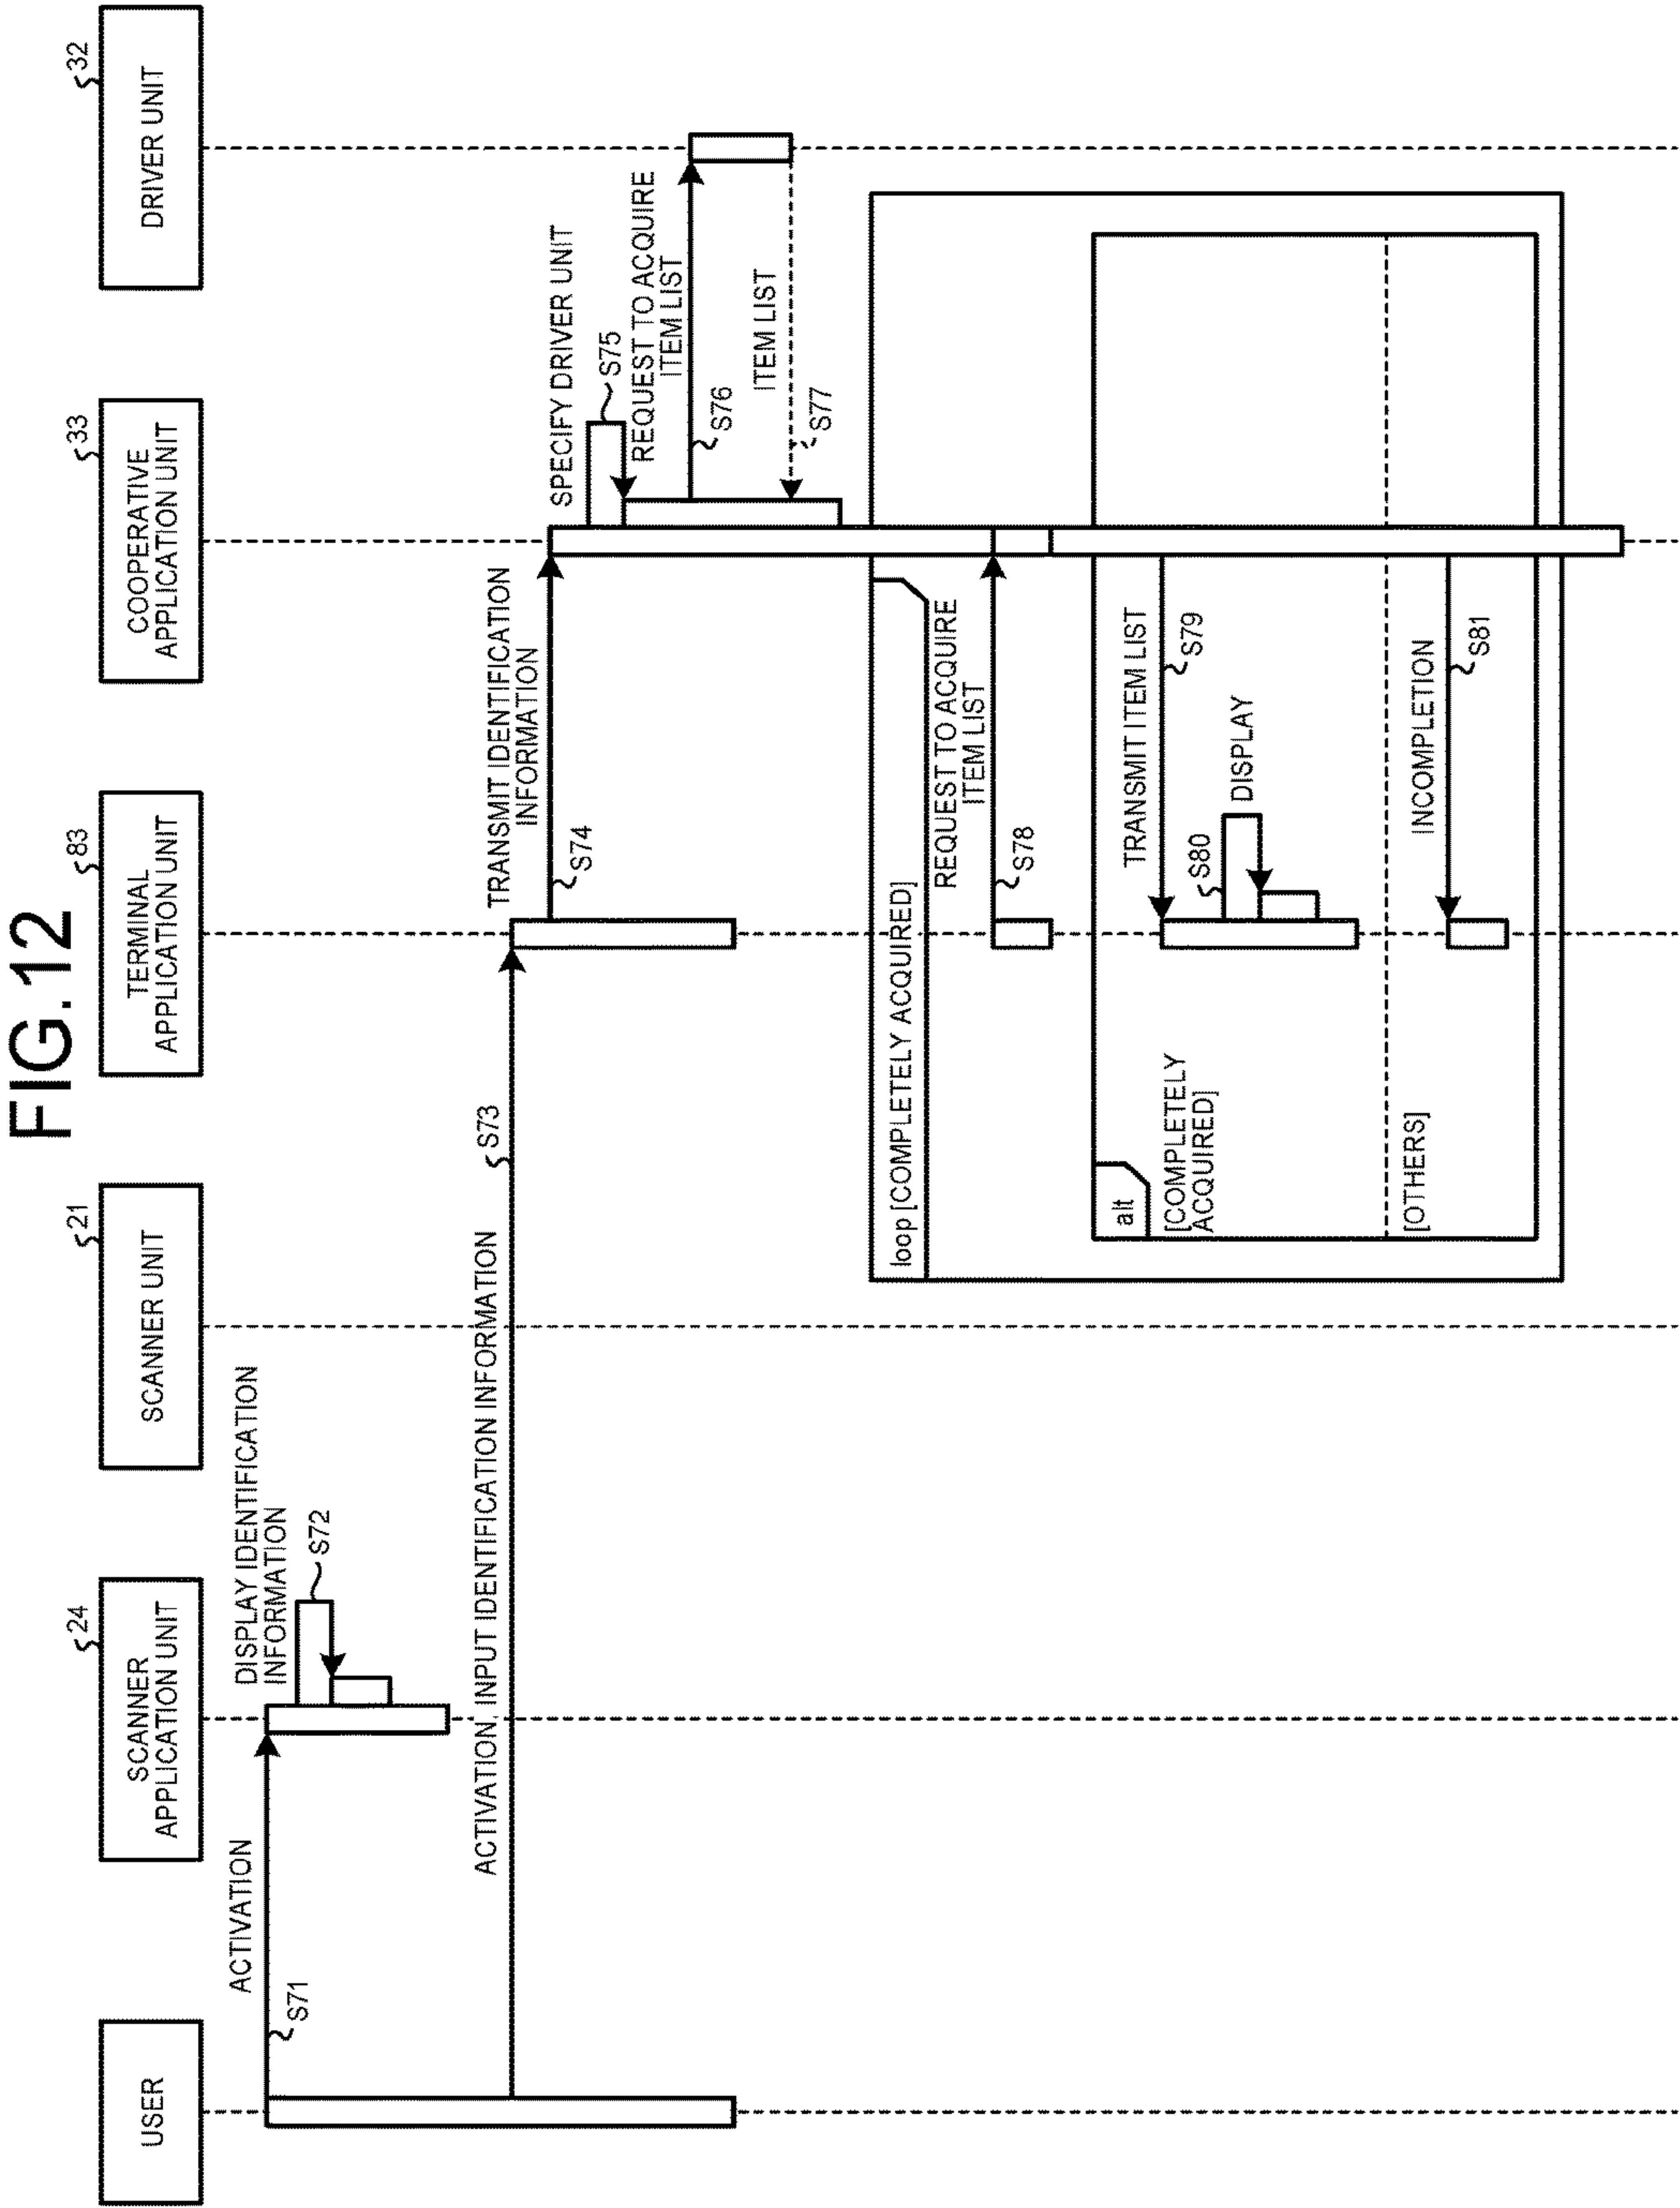 FIG.12
USER
SCANNER
APPLICATION UNIT
24
SCANNER UNIT
21
TERMINAL
APPLICATION UNIT
83
COOPERATIVE
APPLICATION UNIT
33
DRIVER UNIT
32
ACTIVATION
S71
DISPLAY IDENTIFICATION
INFORMATION
S72
ACTIVATION, INPUT IDENTIFICATION INFORMATION
S73
TRANSMIT IDENTIFICATION
INFORMATION
S74
SPECIFY DRIVER UNIT
S75
REQUEST TO ACQUIRE
ITEM LIST
S76
ITEM LIST
S77
loop [COMPLETELY ACQUIRED]
REQUEST TO ACQUIRE
ITEM LIST
S78
alt
[COMPLETELY
ACQUIRED]
TRANSMIT ITEM LIST
S79
S80
DISPLAY
[OTHERS]
INCOMPLETION
S81